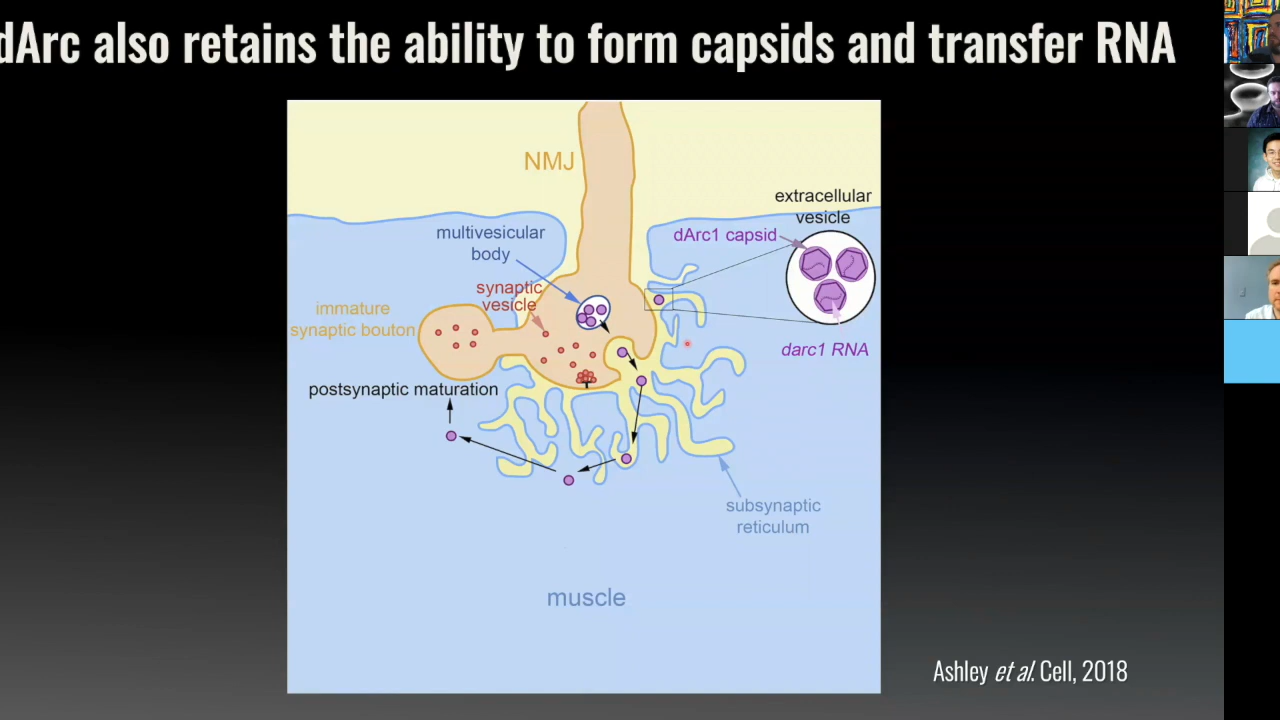 dArc also retains the ability to form capsids and transfer RNA
NMJ
extracellular
vesicle
multivesicular
body
dArc1 capsid
synaptic
vesicle
immature
synaptic bouton
darc1 RNA
postsynaptic maturation
subsynaptic
reticulum
muscle
Ashley et al. Cell, 2018